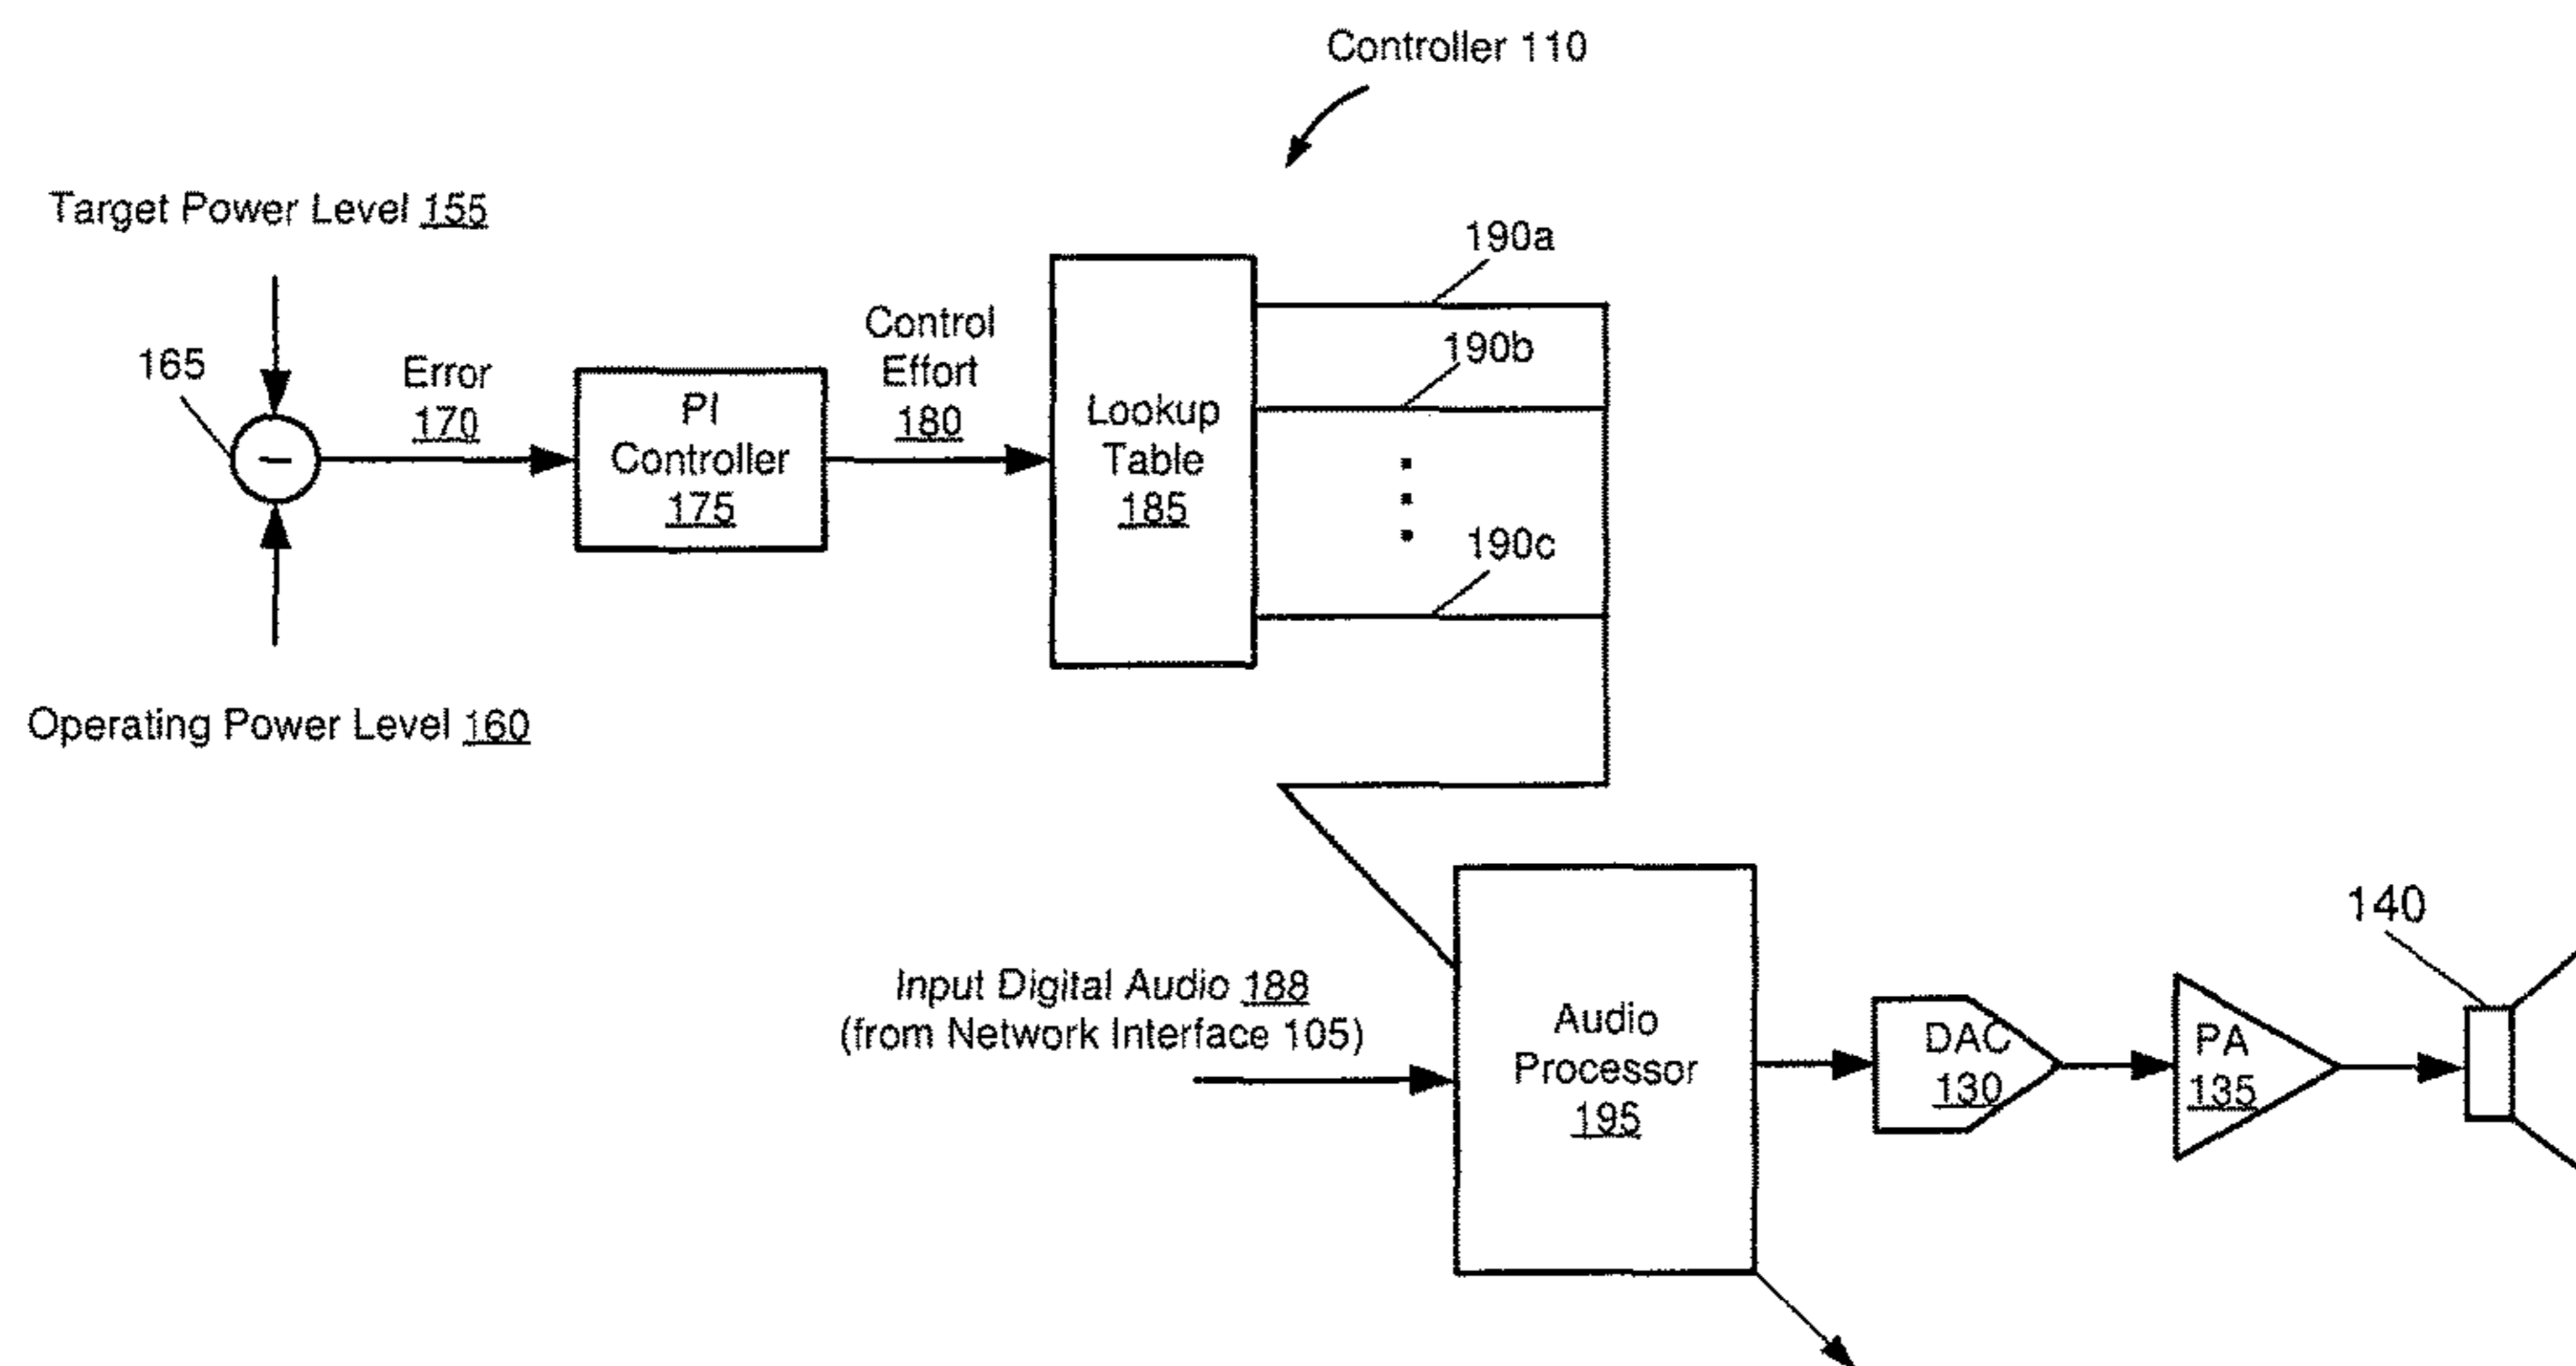 Controller 110
Target Power Level 155
165
Error
170
PI
Controller
175
Control
Effort
180
Lookup
Table
185
190a
190b
190c
Operating Power Level 160
Input Digital Audio 188
(from Network Interface 105)
Audio
Processor
195
DAC
130
PA
135
140